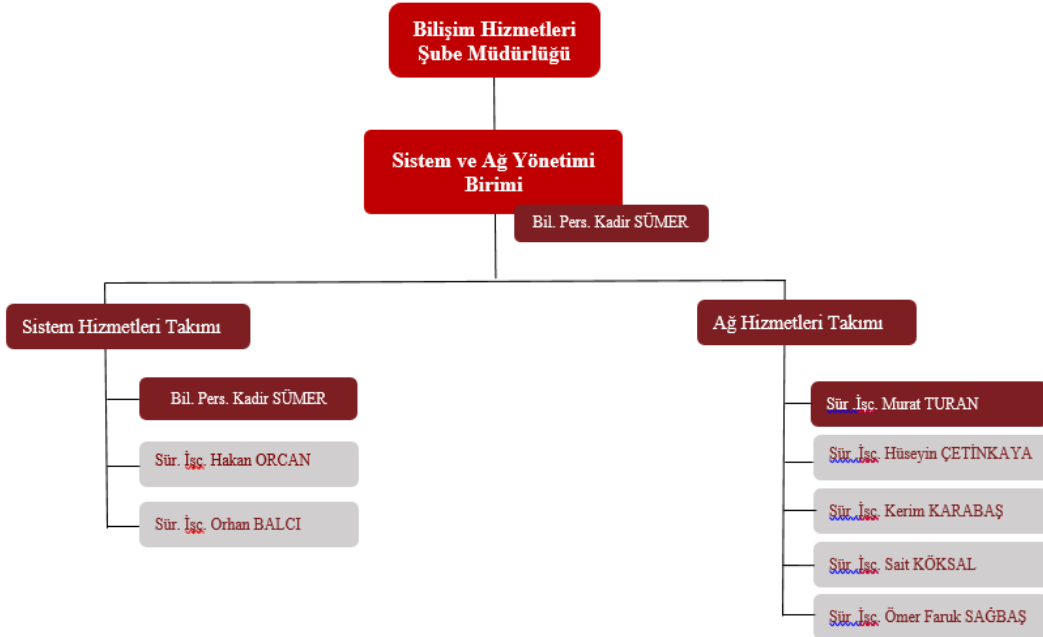 Bilişim Hizmetleri
Şube Müdürlüğü
Sistem ve Ağ Yönetimi
Birimi
Bil. Pers. Kadir SÜMER
Sistem Hizmetleri Takımı
Bil. Pers. Kadir SÜMER
Sür. İşç. Hakan ORCAN
Sür. İşç. Orhan BALCI
Ağ Hizmetleri Takımı
Sür .İşç. Murat TURAN
Sür .İşç. Hüseyin ÇETİNKAYA
Sür .İşç. Kerim KARABAŞ
Sür .İşç. Sait KÖKSAL
Sür .İşç. Ömer Faruk SAĞBAŞ